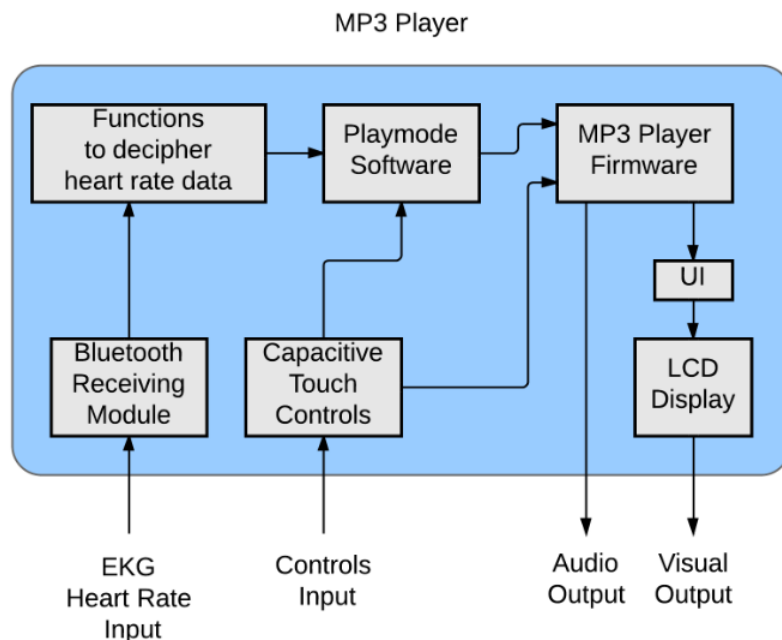 MP3 Player
Functions
to decipher
heart rate data
Playmode
Software
MP3 Player
Firmware
UI
Bluetooth
Receiving
Module
Capacitive
Touch
Controls
LCD
Display
EKG
Heart Rate
Input
Controls
Input
Audio
Output
Visual
Output